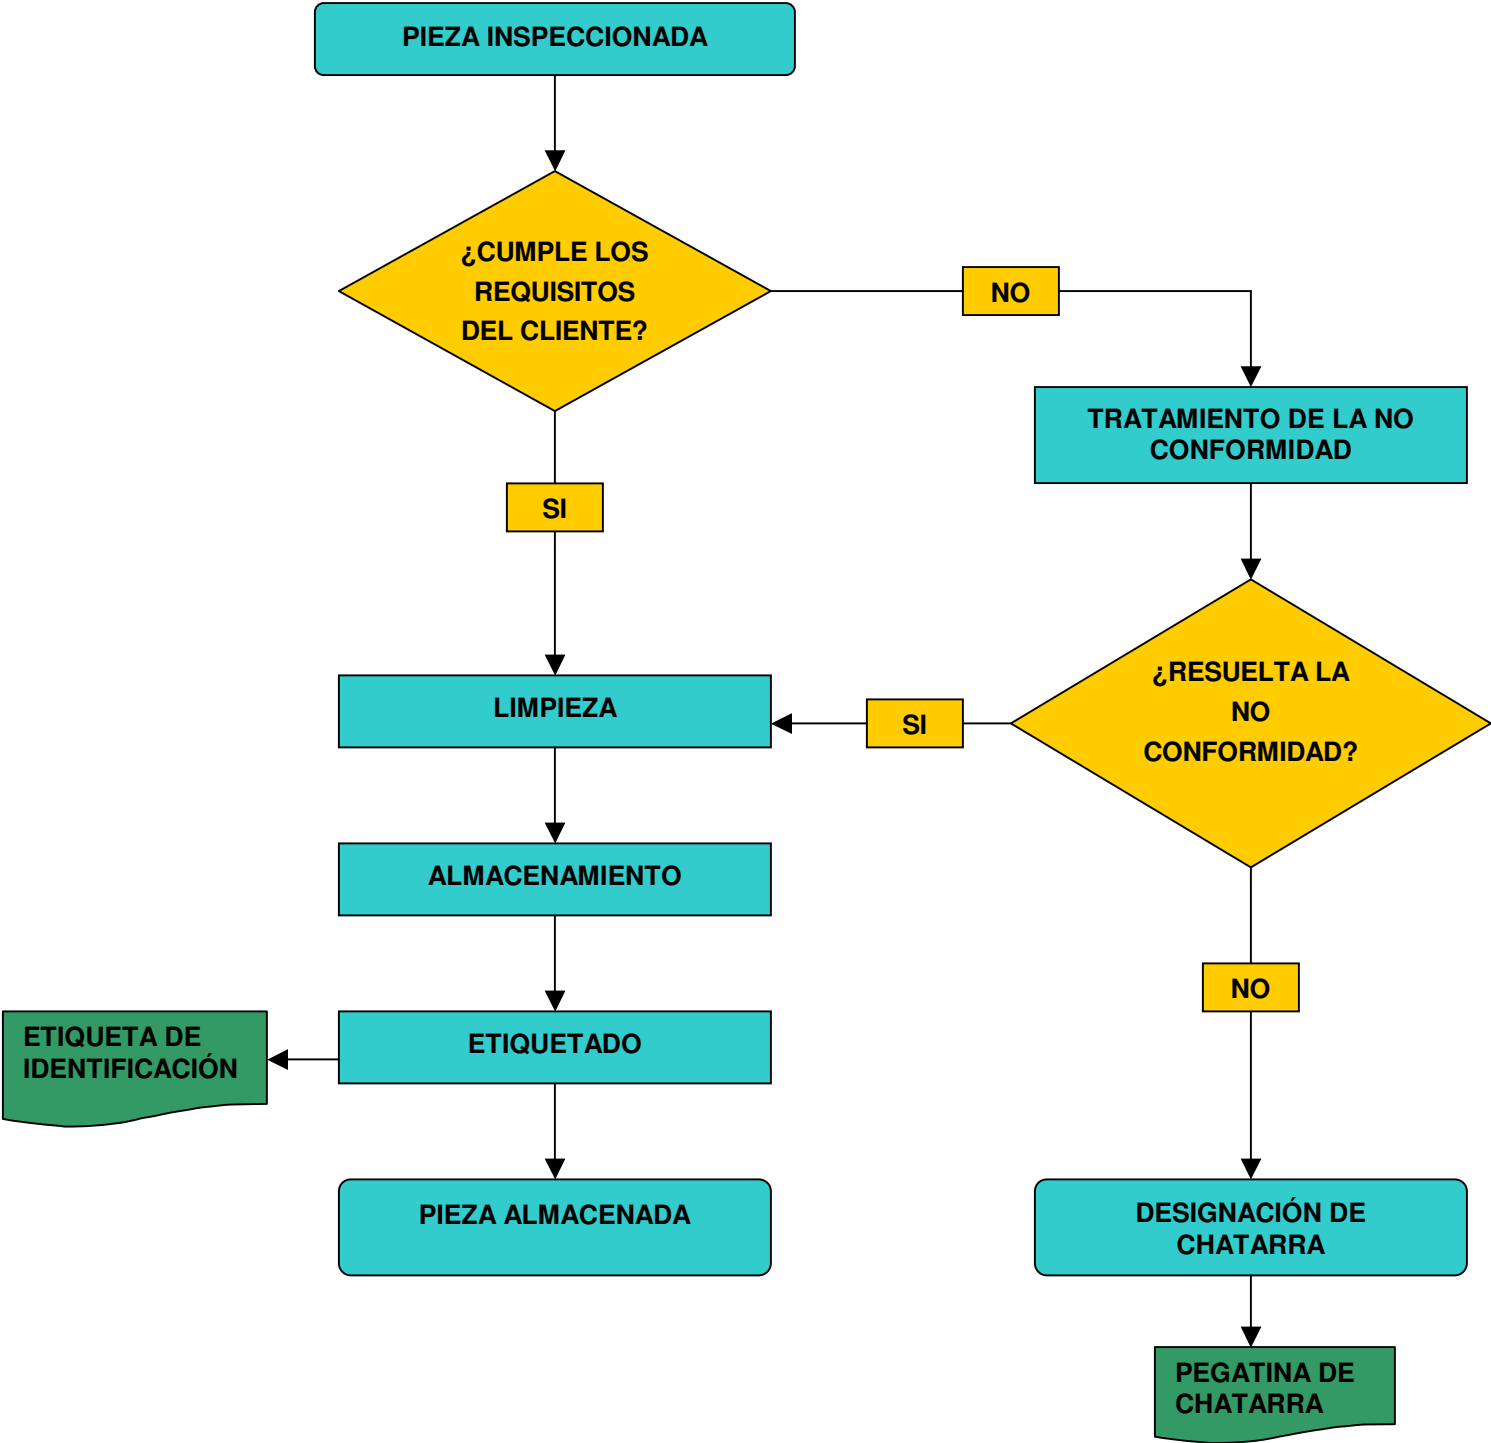 PIEZA INSPECCIONADA
¿CUMPLE LOS
REQUISITOS
DEL CLIENTE?
NO
TRATAMIENTO DE LA NO
CONFORMIDAD
SI
¿RESUELTA LA
NO
CONFORMIDAD?
LIMPIEZA
SI
ALMACENAMIENTO
NO
ETIQUETA DE
IDENTIFICACIÓN
ETIQUETADO
PIEZA ALMACENADA
DESIGNACIÓN DE
CHATARRA
PEGATINA DE
CHATARRA